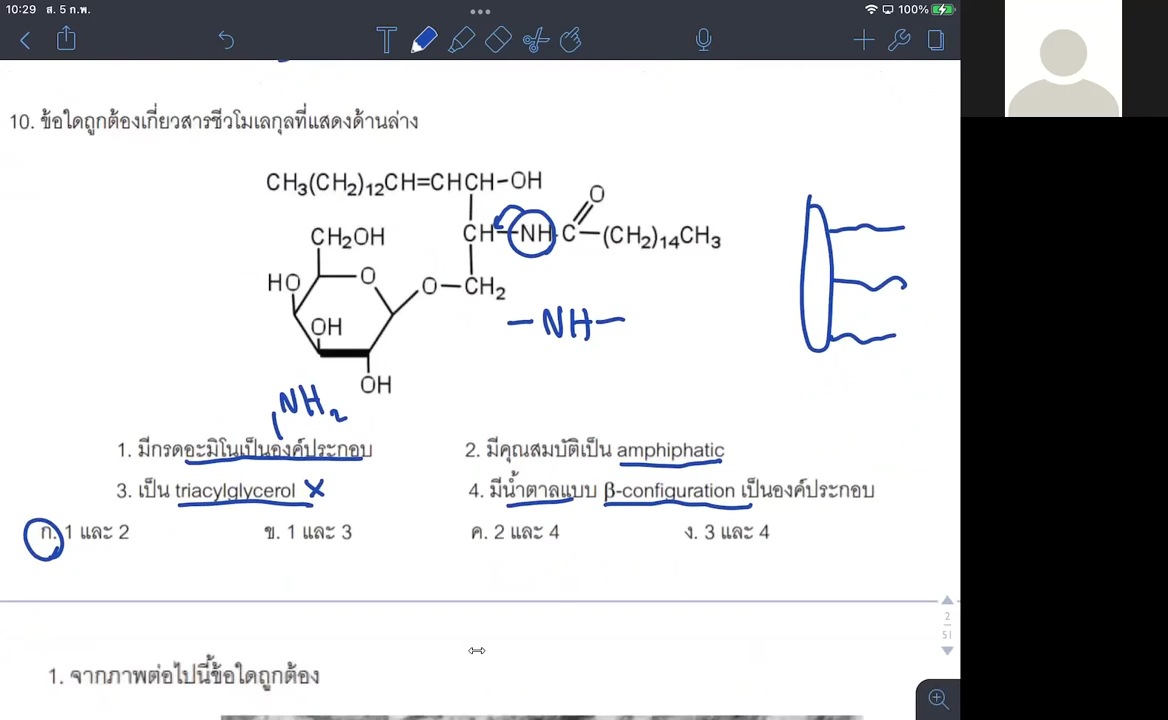 10:29 ส. 5 ก.พ.
100%
10. ข้อใดถูกต้องเกี่ยวสารชีวโมเลกุลที่แสดงด้านล่าง
CH3(CH2)12CH=CHCH-OH
O
CH-NH C-(CH2)14CH3
CH2OH
HO O O-CH2
OH
-NH-
OH
NH2
1. มีกรดอะมิโนเป็นองค์ประกอบ 2. มีคุณสมบัติเป็น amphiphatic
3. เป็น triacylglycerol X 4. มีน้ำตาลแบบ β-configuration เป็นองค์ประกอบ
ก. 1 และ 2 ข. 1 และ 3 ค. 2 และ 4 ง. 3 และ 4
2
51
1. จากภาพต่อไปนี้ข้อใดถูกต้อง